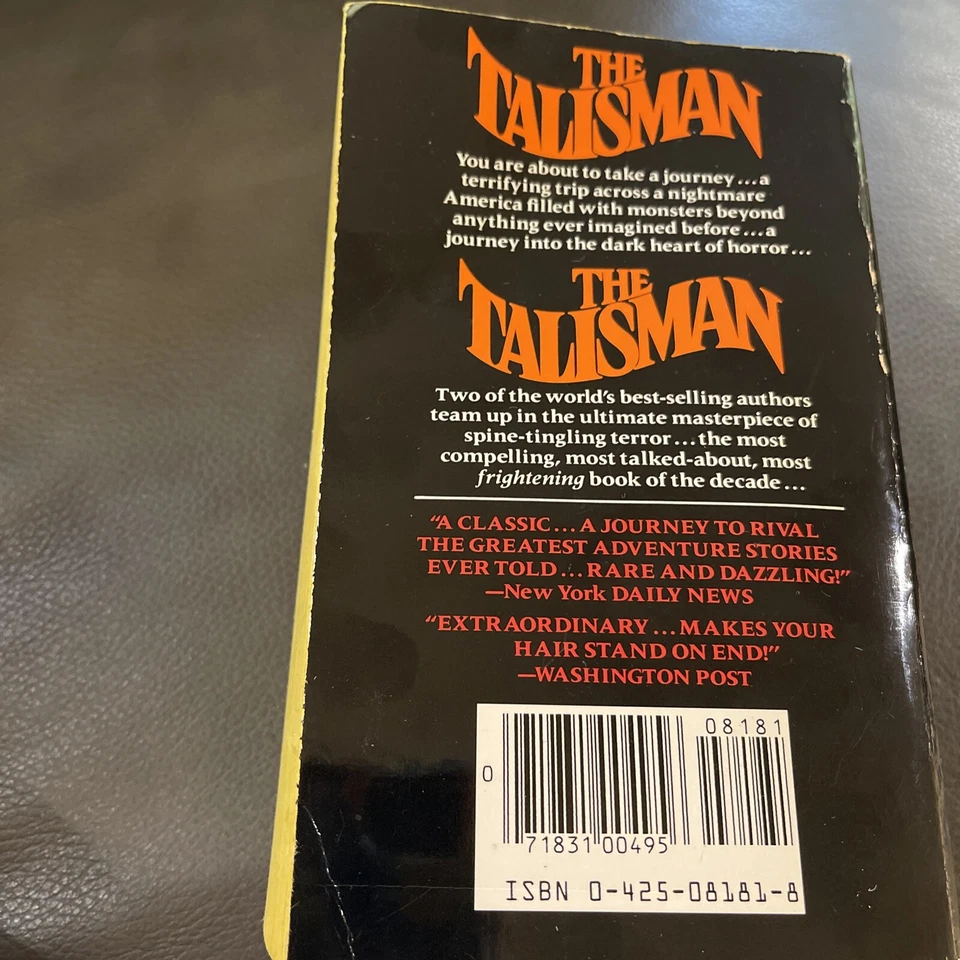 THE
TALISMAN
You are about to take a journey...a
terrifying trip across a nightmare
America filled with monsters beyond
anything ever imagined before...a
journey into the dark heart of horror...
THE
TALISMAN
Two of the world's best-selling authors
team up in the ultimate masterpiece of
spine-tingling terror...the most
compelling, most talked-about, most
frightening book of the decade...
"A CLASSIC...A JOURNEY TO RIVAL
THE GREATEST ADVENTURE STORIES
EVER TOLD...RARE AND DAZZLING!"
—New York DAILY NEWS
"EXTRAORDINARY...MAKES YOUR
HAIR STAND ON END!"
—WASHINGTON POST
08181
0
71831 00495
ISBN 0-425-08181-8